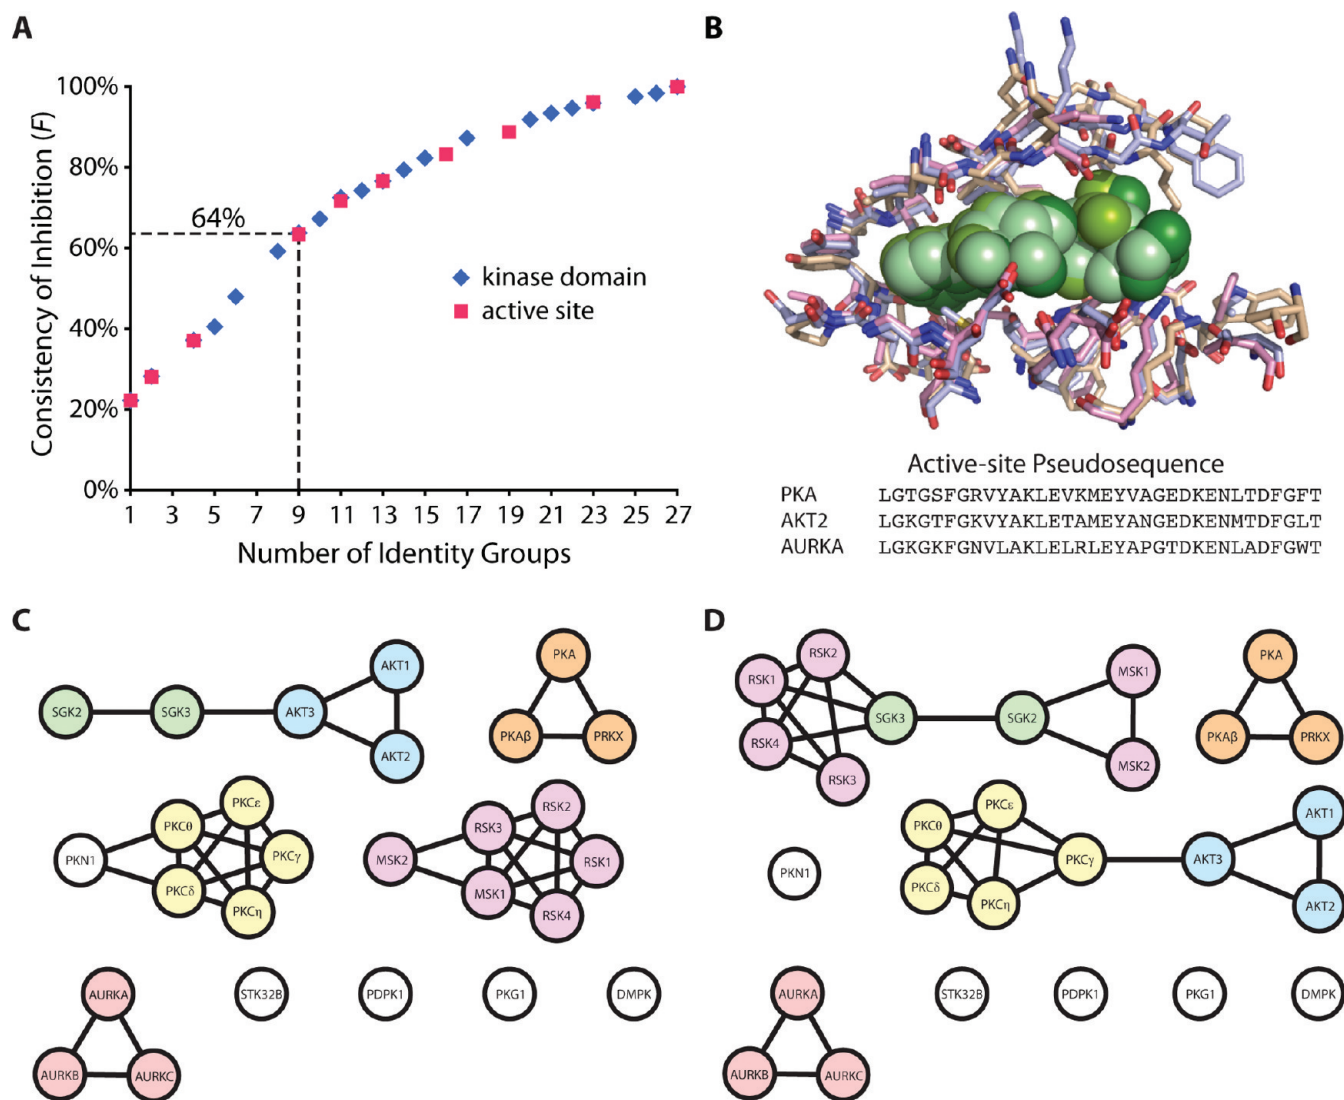 A
B
100%
80%
60%
40%
20%
0%
Consistency of Inhibition (F)
64%
kinase domain
active site
1 3 5 7 9 11 13 15 17 19 21 23 25 27
Number of Identity Groups
Active-site Pseudosequence
PKA LGTGSFGRVYAKLEVKMEYVAGEDKENLTDFGFT
AKT2 LGKGTFGKVYAKLETAMEYANGEDKENMTDFGLT
AURKA LGKGKFGNVLAKLELRLEYAPGTDKENLADFGWT
C
AKT1
SGK2
SGK3
AKT3
AKT2
PKA
PKAβ
PRKX
PKN1
PKCθ
PKCε
PKCγ
PKCδ
PKCη
MSK2
RSK3
RSK2
RSK1
MSK1
RSK4
AURKA
AURKB
AURKC
STK32B
PDPK1
PKG1
DMPK
D
RSK2
RSK1
RSK4
RSK3
SGK3
SGK2
MSK1
MSK2
PKA
PKAβ
PRKX
PKN1
PKCθ
PKCε
PKCγ
PKCδ
PKCη
AKT3
AKT1
AKT2
AURKA
AURKB
AURKC
STK32B
PDPK1
PKG1
DMPK